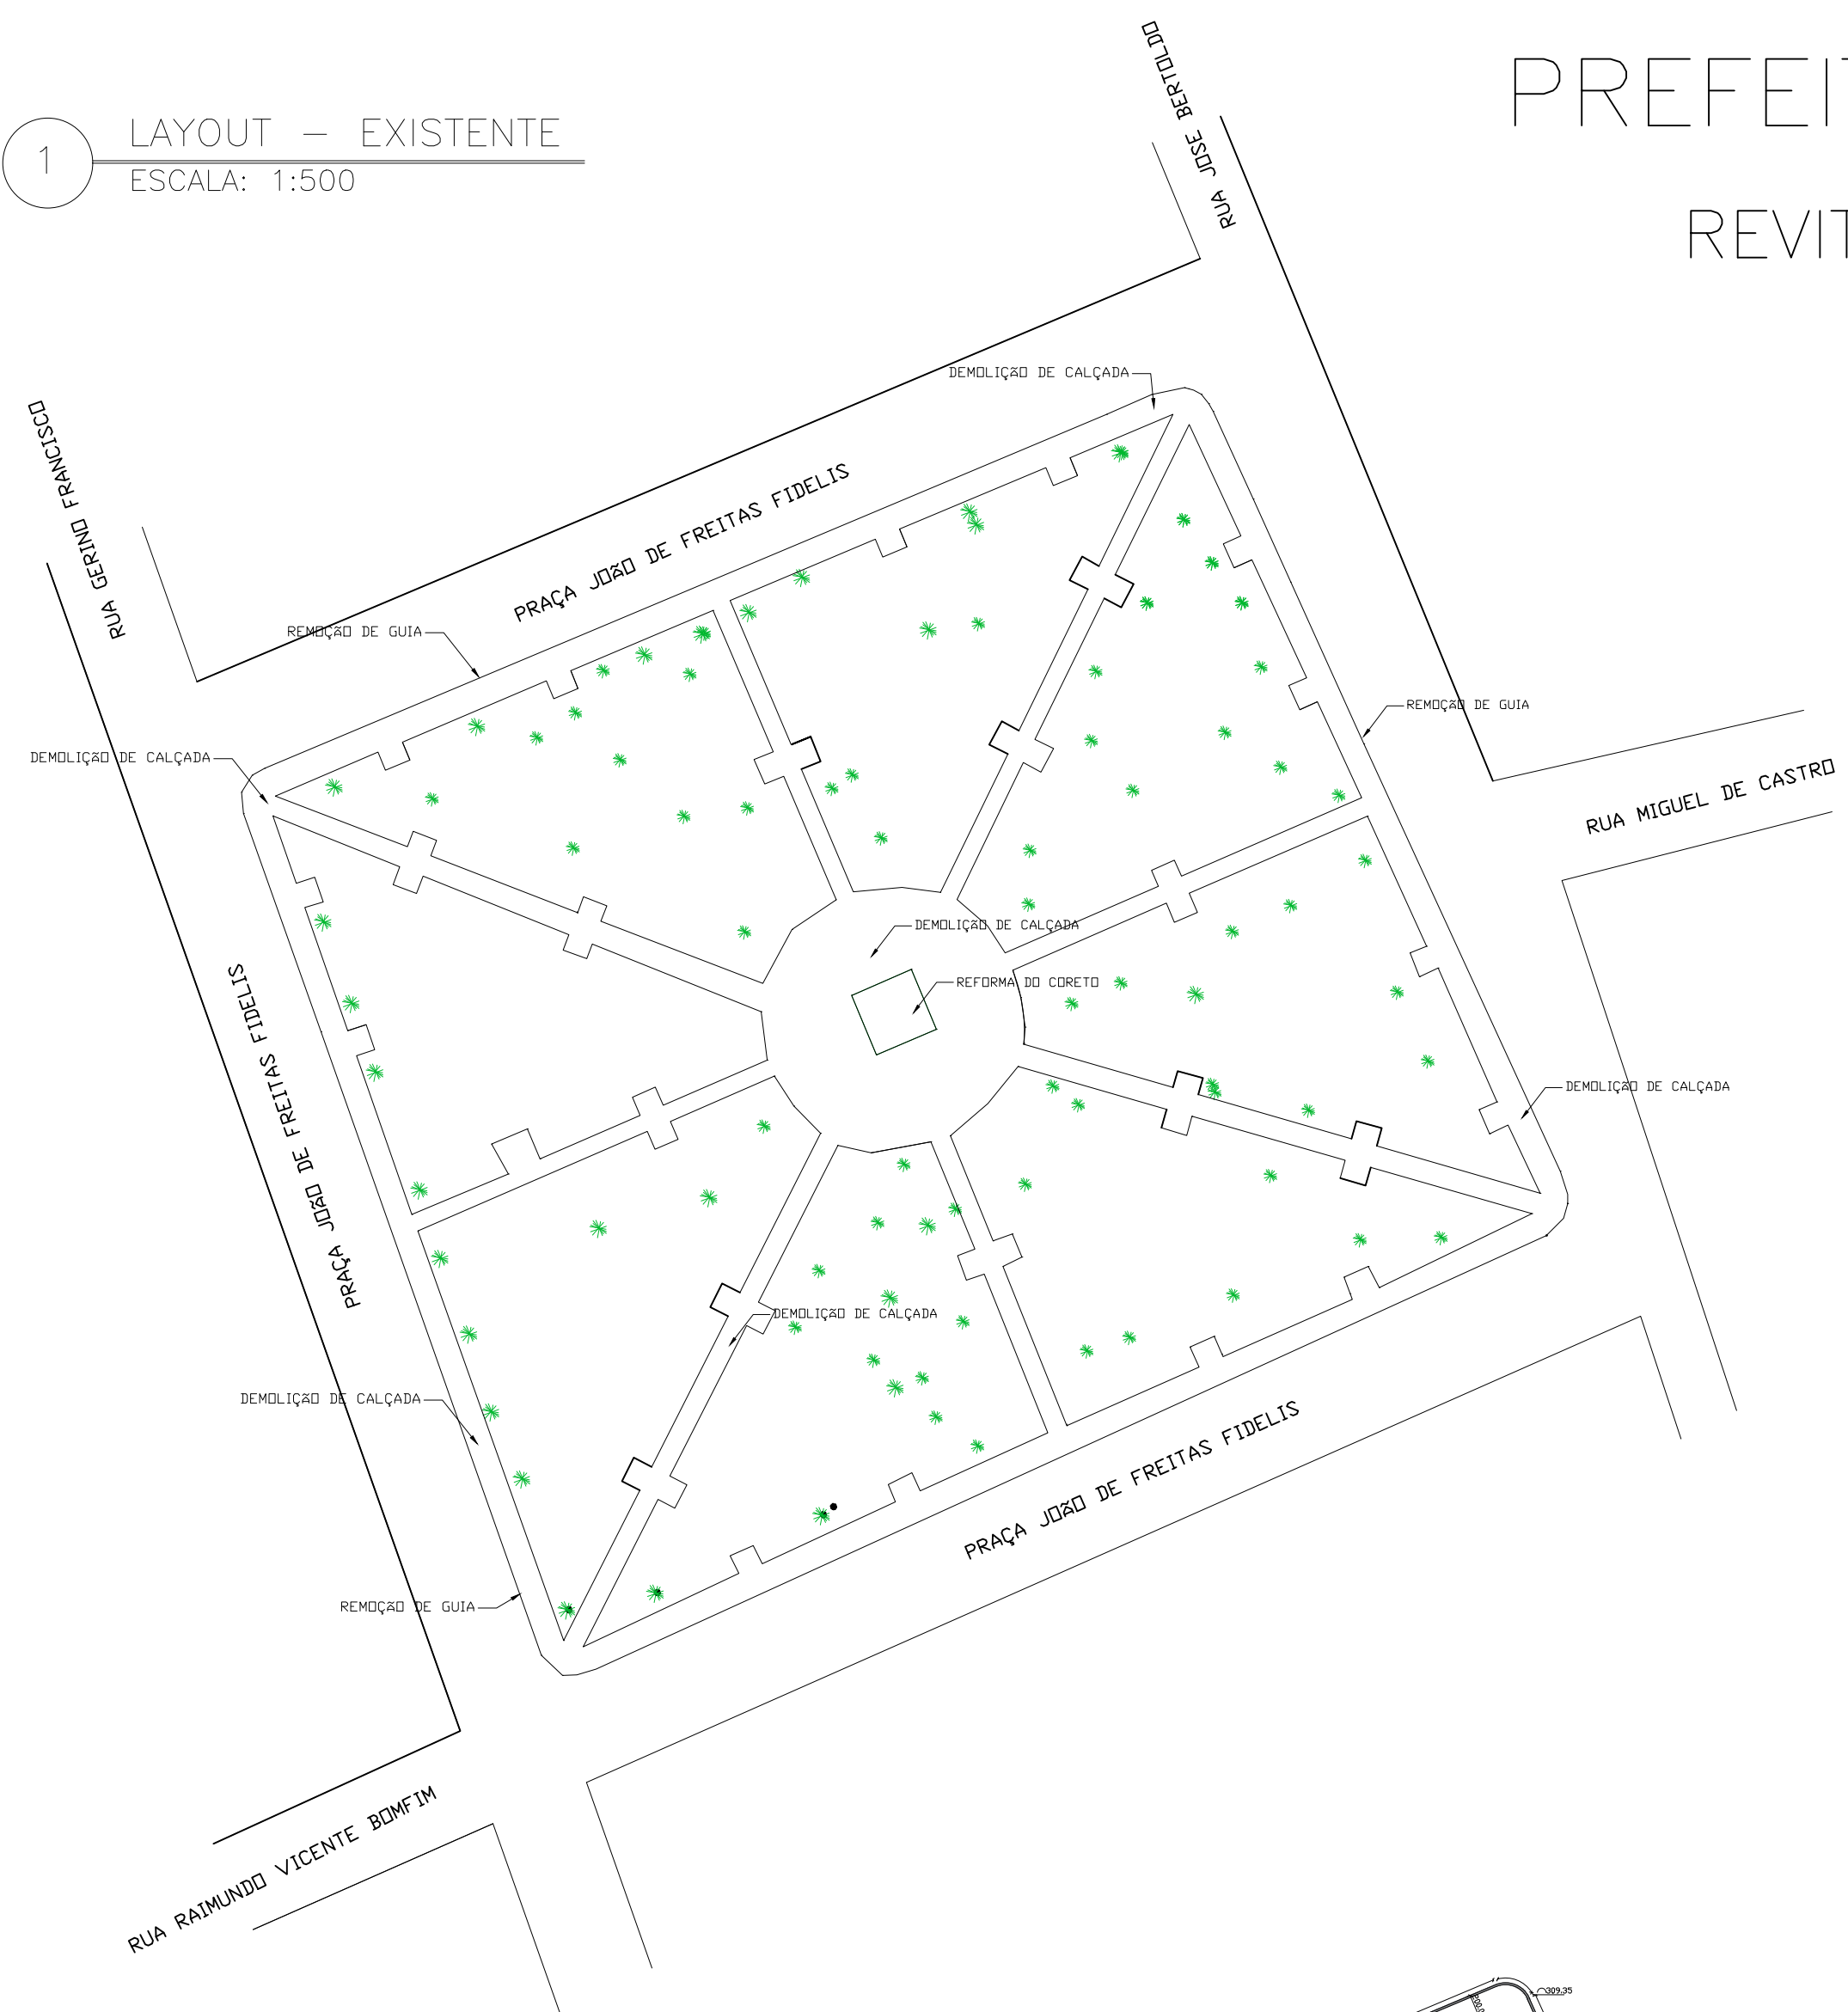 RUA JOSE BERTOLDO
PREFEIT
1
LAYOUT - EXISTENTE
ESCALA: 1:500
REVIT
DEMOLIÇÃO DE CALÇADA
RUA GERINO FRANCISCO
PRAÇA JOÃO DE FREITAS FIDELIS
REMOÇÃO DE GUIA
REMOÇÃO DE GUIA
DEMOLIÇÃO DE CALÇADA
RUA MIGUEL DE CASTRO
DEMOLIÇÃO DE CALÇADA
REFORMA DO CORETO
PRAÇA JOÃO DE FREITAS FIDELIS
DEMOLIÇÃO DE CALÇADA
DEMOLIÇÃO DE CALÇADA
DEMOLIÇÃO DE CALÇADA
PRAÇA JOÃO DE FREITAS FIDELIS
REMOÇÃO DE GUIA
RUA RAIMUNDO VICENTE BOMFIM
309,35